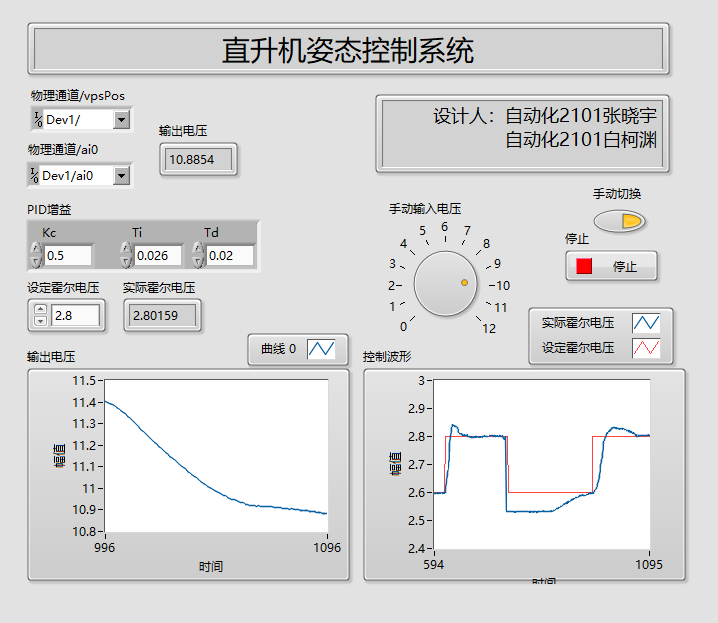 直升机姿态控制系统
物理通道/vpsPos
Dev1/
物理通道/ai0
Dev1/ai0
输出电压
10.8854
设计人：自动化2101张晓宇
自动化2101白柯渊
PID增益
Kc Ti Td
0.5 0.026 0.02
设定霍尔电压 实际霍尔电压
2.8 2.80159
手动输入电压
0 1 2 3 4 5 6 7 8 9 10 11 12
手动切换
停止
停止
实际霍尔电压
设定霍尔电压
输出电压
曲线 0
幅值
11.5
11.4
11.3
11.2
11.1
11
10.9
10.8
996 1096
时间
控制波形
幅值
3
2.9
2.8
2.7
2.6
2.5
2.4
594 1095
时间